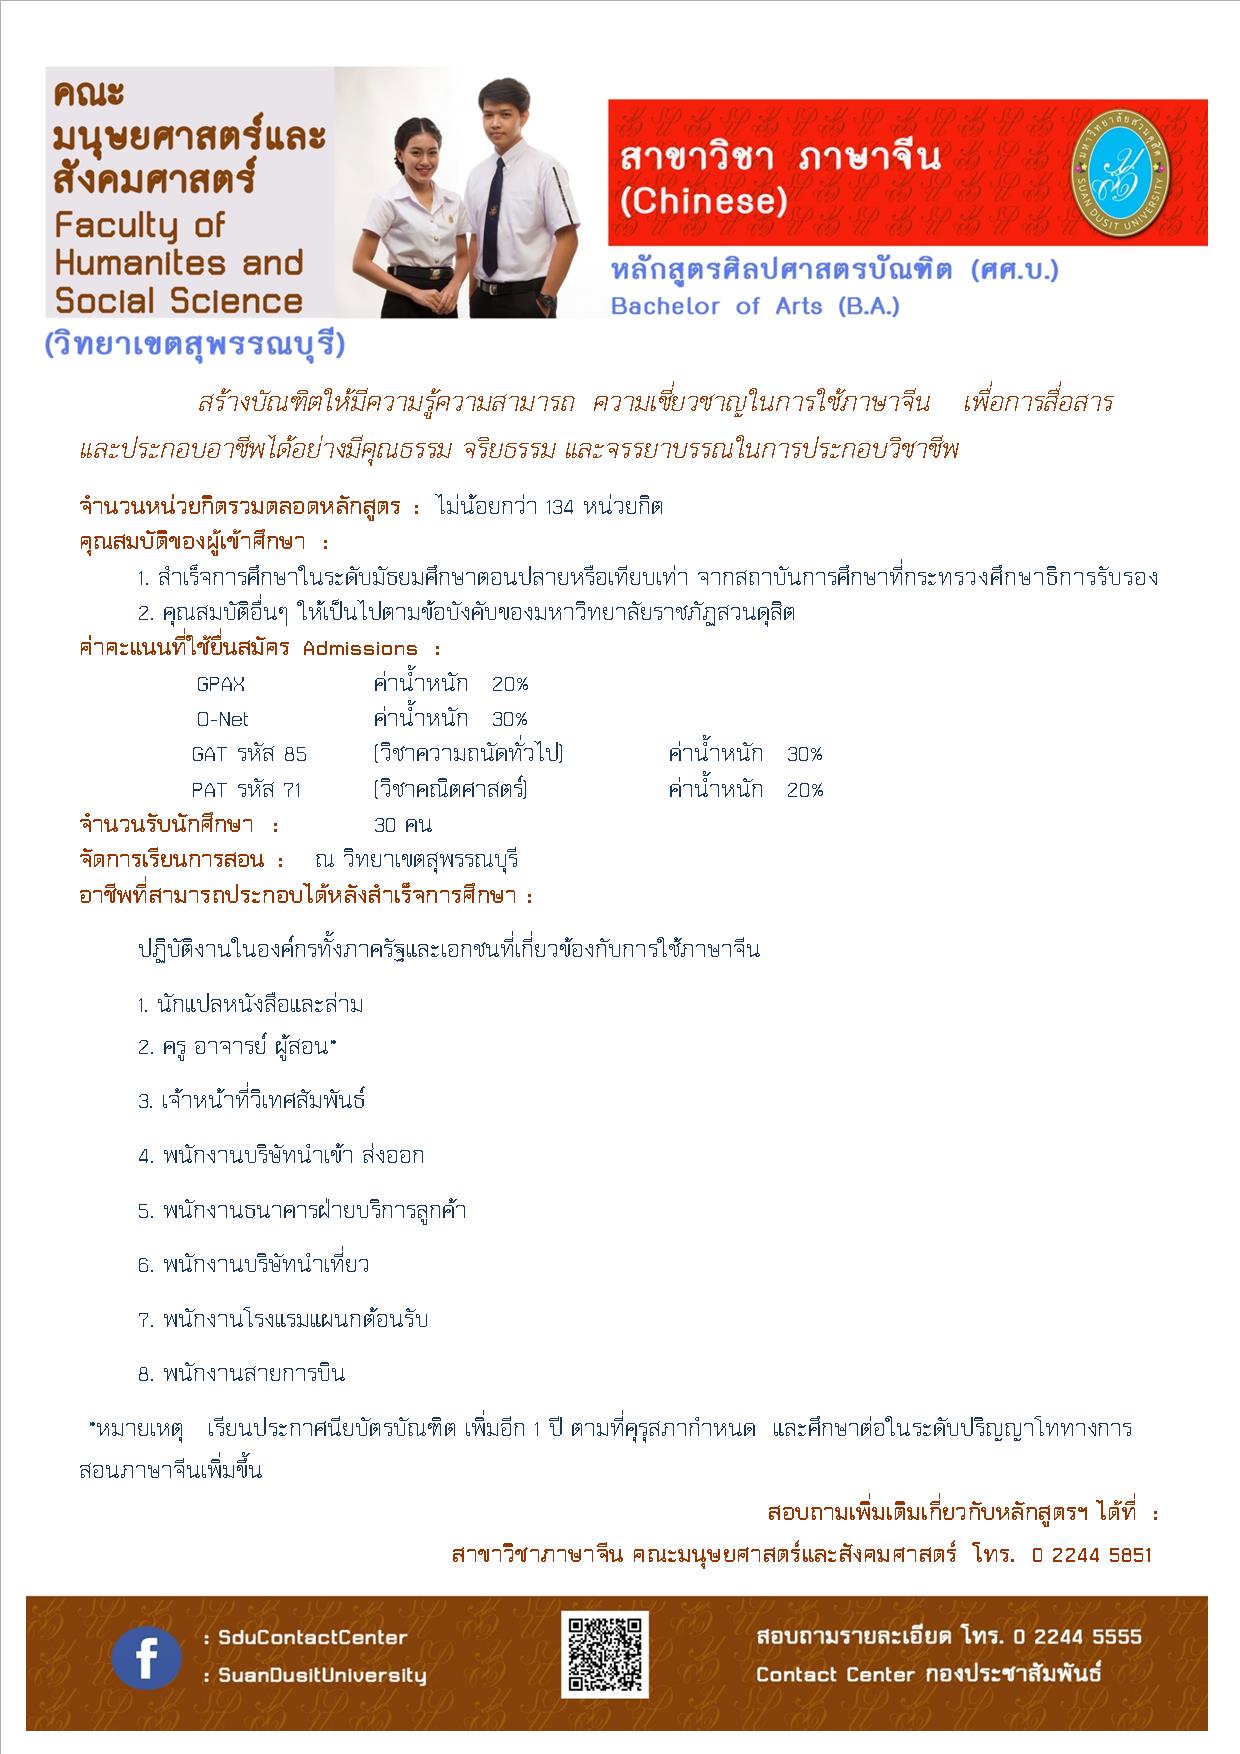 คณะ
มนุษยศาสตร์และ
สังคมศาสตร์
Faculty of
Humanites and
Social Science
(วิทยาเขตสุพรรณบุรี)
สาขาวิชา ภาษาจีน
(Chinese)
มหาวิทยาลัยสวนดุสิต
SUAN DUSIT UNIVERSITY
หลักสูตรศิลปศาสตรบัณฑิต (ศศ.บ.)
Bachelor of Arts (B.A.)
สร้างบัณฑิตให้มีความรู้ความสามารถ ความเชี่ยวชาญในการใช้ภาษาจีน เพื่อการสื่อสาร
และประกอบอาชีพได้อย่างมีคุณธรรม จริยธรรม และจรรยาบรรณในการประกอบวิชาชีพ
จำนวนหน่วยกิตรวมตลอดหลักสูตร : ไม่น้อยกว่า 134 หน่วยกิต
คุณสมบัติของผู้เข้าศึกษา :
1. สำเร็จการศึกษาในระดับมัธยมศึกษาตอนปลายหรือเทียบเท่า จากสถาบันการศึกษาที่กระทรวงศึกษาธิการรับรอง
2. คุณสมบัติอื่นๆ ให้เป็นไปตามข้อบังคับของมหาวิทยาลัยราชภัฏสวนดุสิต
ค่าคะแนนที่ใช้ยื่นสมัคร Admissions :
GPAX ค่าน้ำหนัก 20%
O-Net ค่าน้ำหนัก 30%
GAT รหัส 85 (วิชาความถนัดทั่วไป) ค่าน้ำหนัก 30%
PAT รหัส 71 (วิชาคณิตศาสตร์) ค่าน้ำหนัก 20%
จำนวนรับนักศึกษา : 30 คน
จัดการเรียนการสอน : ณ วิทยาเขตสุพรรณบุรี
อาชีพที่สามารถประกอบได้หลังสำเร็จการศึกษา :
ปฏิบัติงานในองค์กรทั้งภาครัฐและเอกชนที่เกี่ยวข้องกับการใช้ภาษาจีน
1. นักแปลหนังสือและล่าม
2. ครู อาจารย์ ผู้สอน*
3. เจ้าหน้าที่วิเทศสัมพันธ์
4. พนักงานบริษัทนำเข้า ส่งออก
5. พนักงานธนาคารฝ่ายบริการลูกค้า
6. พนักงานบริษัทนำเที่ยว
7. พนักงานโรงแรมแผนกต้อนรับ
8. พนักงานสายการบิน
*หมายเหตุ เรียนประกาศนียบัตรบัณฑิต เพิ่มอีก 1 ปี ตามที่คุรุสภากำหนด และศึกษาต่อในระดับปริญญาโททางการ
สอนภาษาจีนเพิ่มขึ้น
สอบถามเพิ่มเติมเกี่ยวกับหลักสูตรฯ ได้ที่ :
สาขาวิชาภาษาจีน คณะมนุษยศาสตร์และสังคมศาสตร์ โทร. 0 2244 5851
: SduContactCenter
: SuanDusitUniversity
สอบถามรายละเอียด โทร. 0 2244 5555
Contact Center กองประชาสัมพันธ์